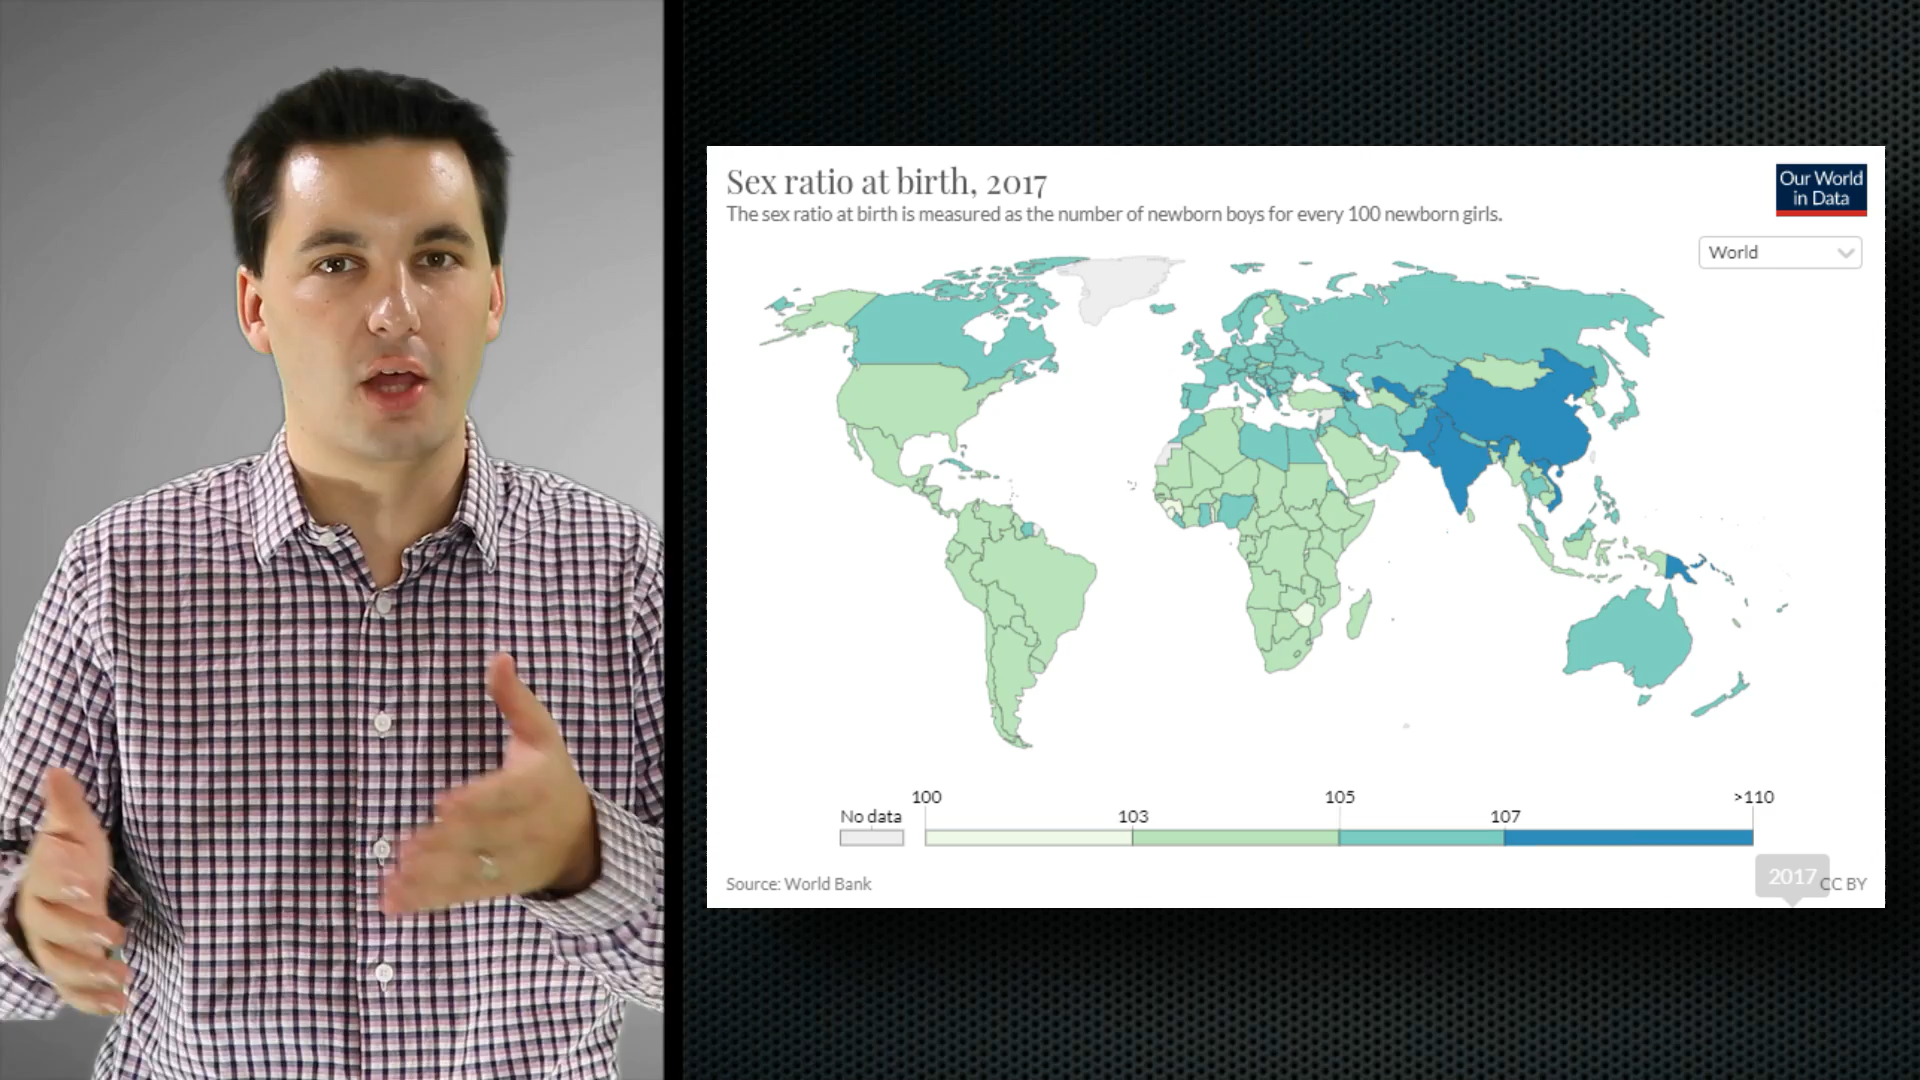 Sex ratio at birth, 2017
The sex ratio at birth is measured as the number of newborn boys for every 100 newborn girls.
Our World
in Data
World
100
105
>110
No data
103
107
Source: World Bank
2017
CC BY